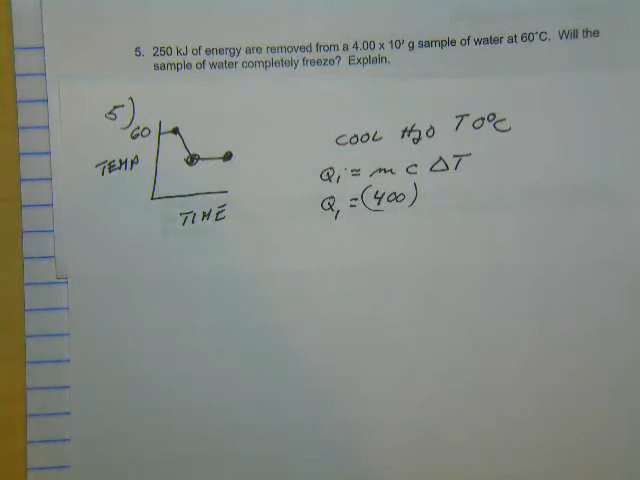 5. 250 kJ of energy are removed from a 4.00 x 10² g sample of water at 60˚C. Will the
sample of water completely freeze? Explain.
5)
60
TEMP
TIME
COOL H₂O TO 0°C
Q₁ = m c ΔT
Q₁ = (400)